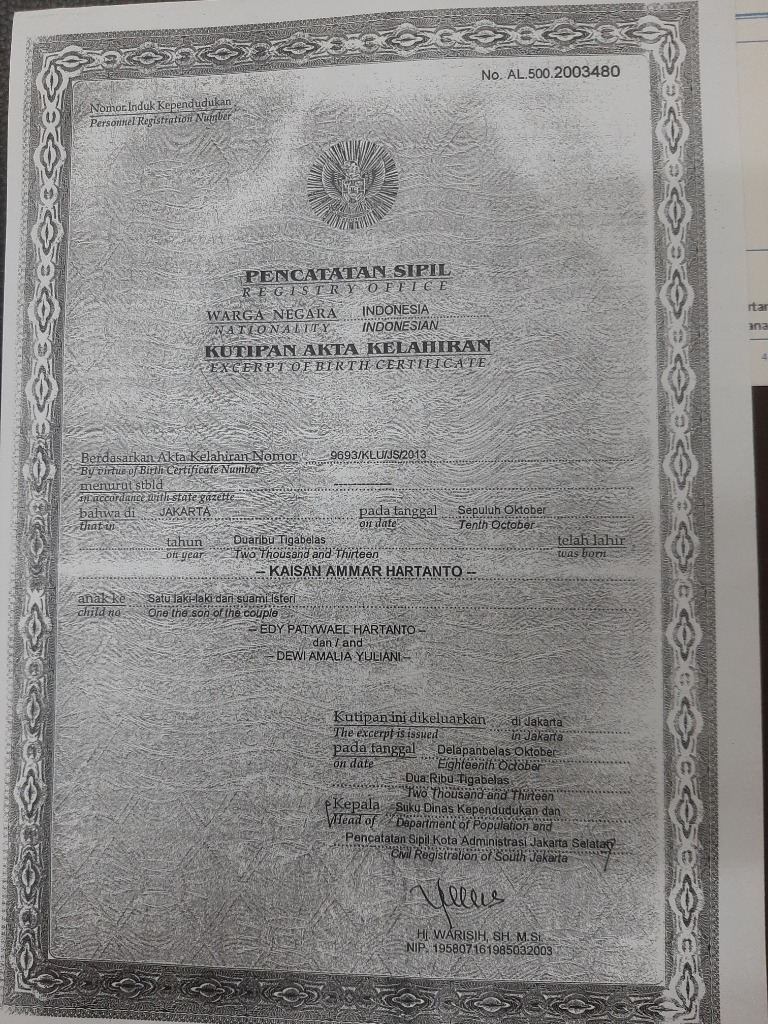 No. AL.500.2003480
Nomor Induk Kependudukan
Personnel Registration Number
PENCATATAN SIPIL
REGISTRY OFFICE
WARGA NEGARA INDONESIA
NATIONALITY INDONESIAN
KUTIPAN AKTA KELAHIRAN
EXCERPT OF BIRTH CERTIFICATE
Berdasarkan Akta Kelahiran Nomor 9693/KLU/JS/2013
By virtue of Birth Certificate Number
menurut stbld
in accordance with state gazette
bahwa di JAKARTA pada tanggal Sepuluh Oktober
that in on date Tenth October
tahun Duaribu Tigabelas telah lahir
on year Two Thousand and Thirteen was born
-- KAISAN AMMAR HARTANTO --
anak ke Satu laki-laki dari suami isteri
child no One the son of the couple
-- EDY PATYWAEL HARTANTO --
dan / and
-- DEWI AMALIA YULIANI --
Kutipan ini dikeluarkan di Jakarta
The excerpt is issued in Jakarta
pada tanggal Delapanbelas Oktober
on date Eighteenth October
Dua Ribu Tigabelas
Two Thousand and Thirteen
Kepala Suku Dinas Kependudukan dan
Head of Department of Population and
Pencatatan Sipil Kota Administrasi Jakarta Selatan
Civil Registration of South Jakarta
Hj. WARISIH, SH. M.Si.
NIP. 195807161985032003